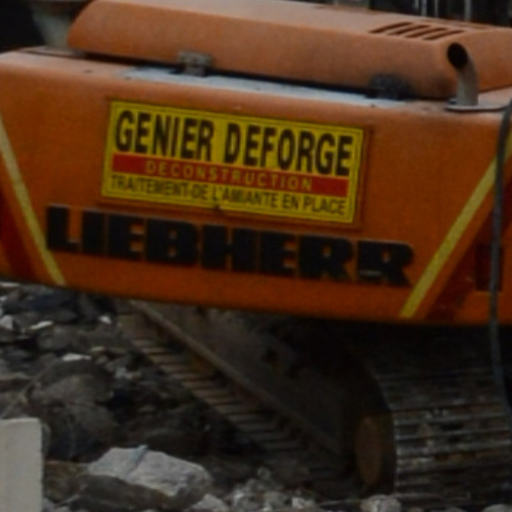 GENIER DEFORGE
DECONSTRUCTION
TRAITEMENT-DE L'AMIANTE EN PLACE
LIEBHERR